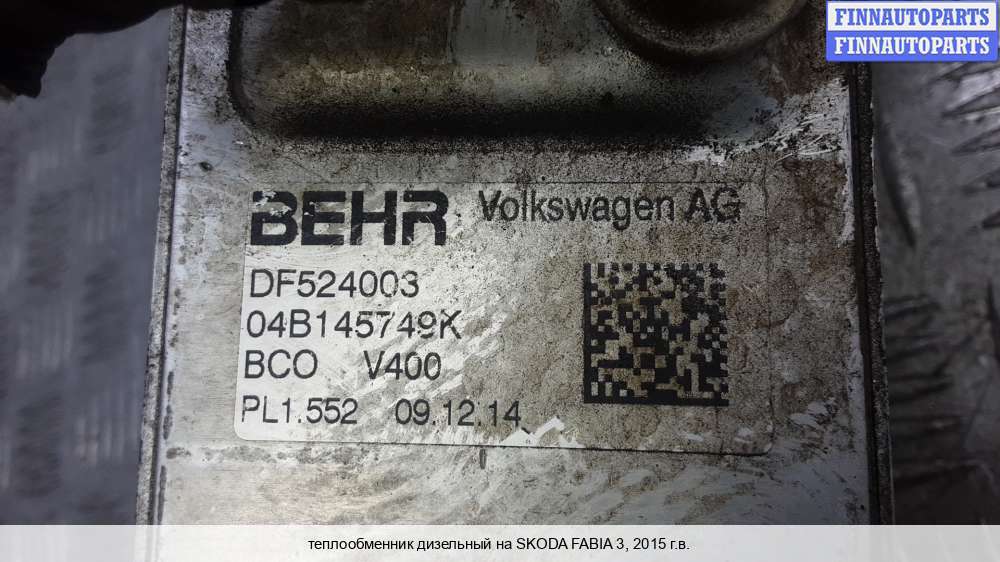 FINNAUTOPARTS
FINNAUTOPARTS
BEHR Volkswagen AG
DF524003
04B145749K
BCO V400
PL1.552 09.12.14
теплообменник дизельный на SKODA FABIA 3, 2015 г.в.